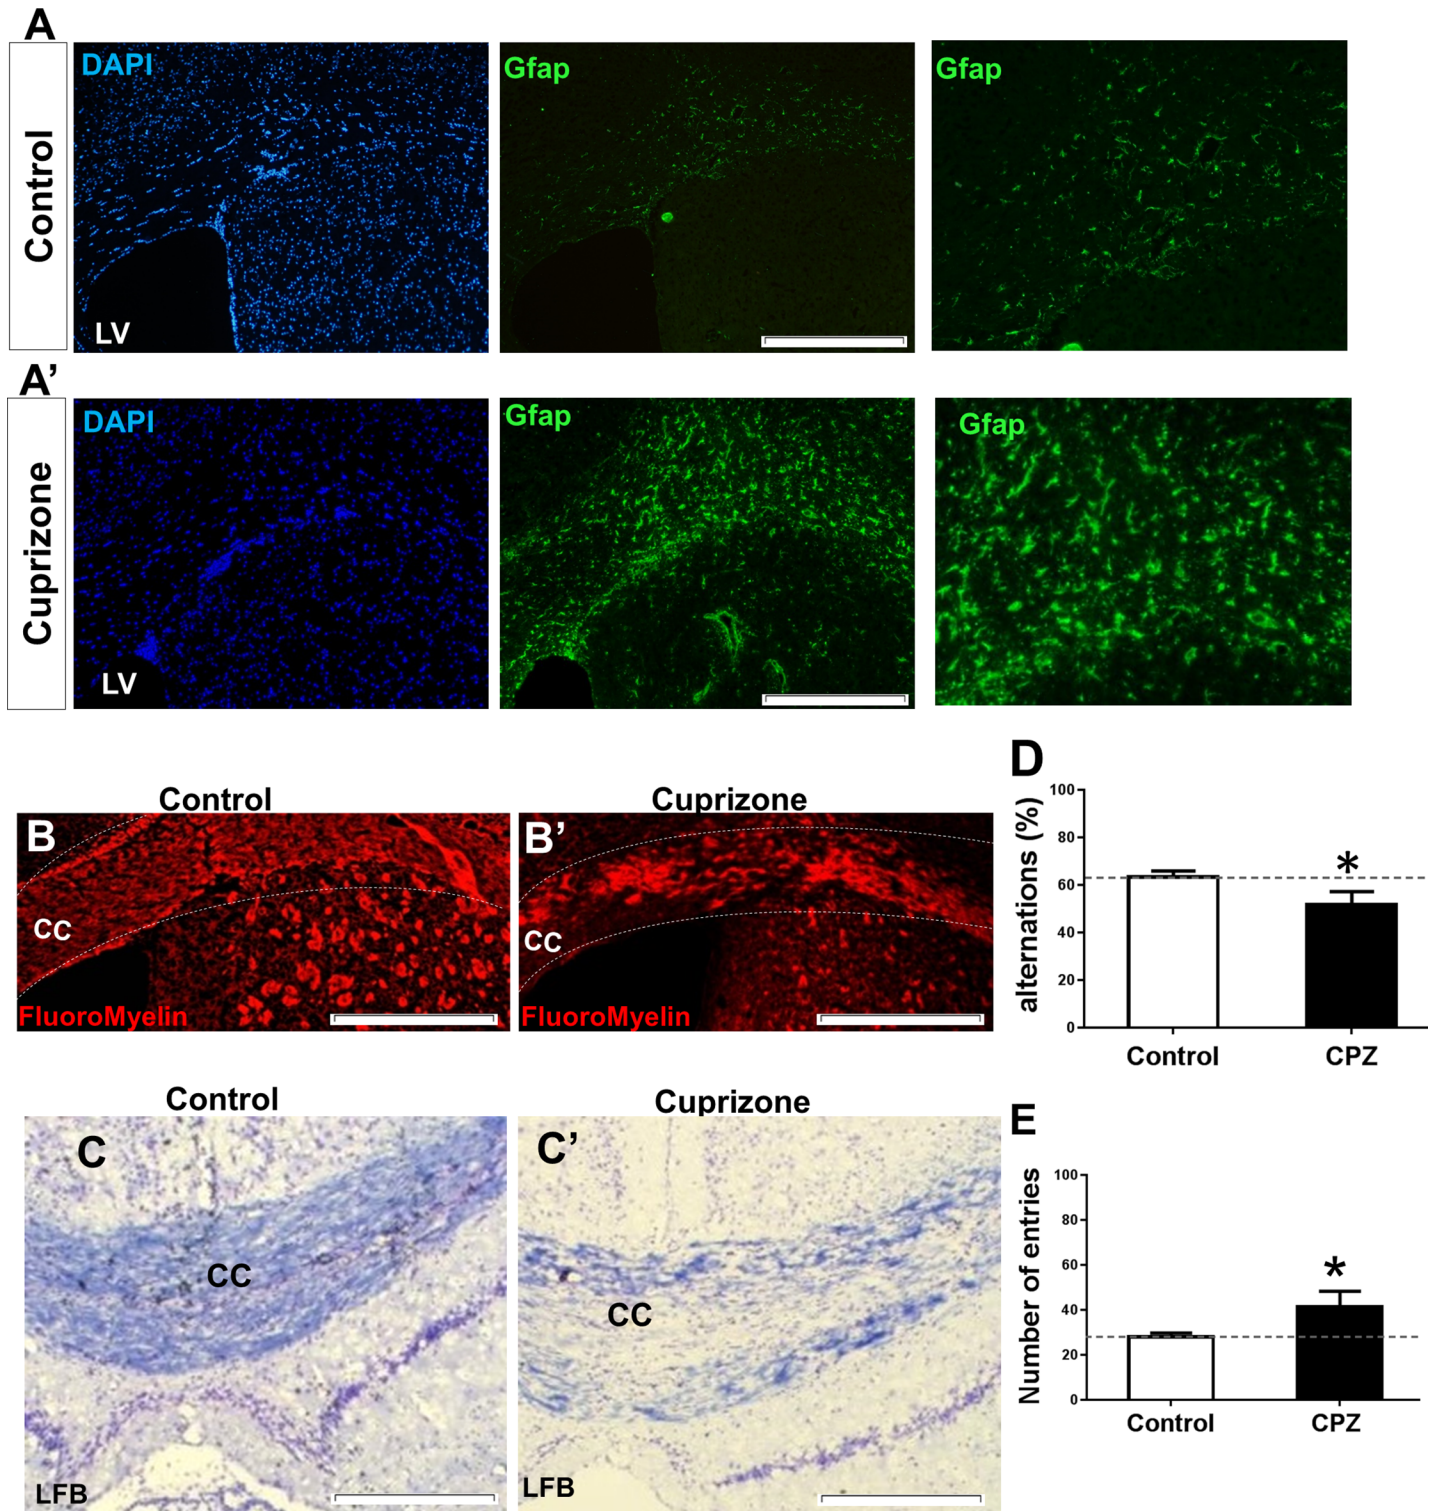 A
Control
DAPI
LV
Gfap
Gfap
A’
Cuprizone
DAPI
LV
Gfap
Gfap
Control
B
CC
FluoroMyelin
Cuprizone
B’
CC
FluoroMyelin
D
alternations (%)
100
80
60
40
20
0
*
Control
CPZ
Control
C
CC
LFB
Cuprizone
C’
CC
LFB
E
Number of entries
100
80
60
40
20
0
*
Control
CPZ